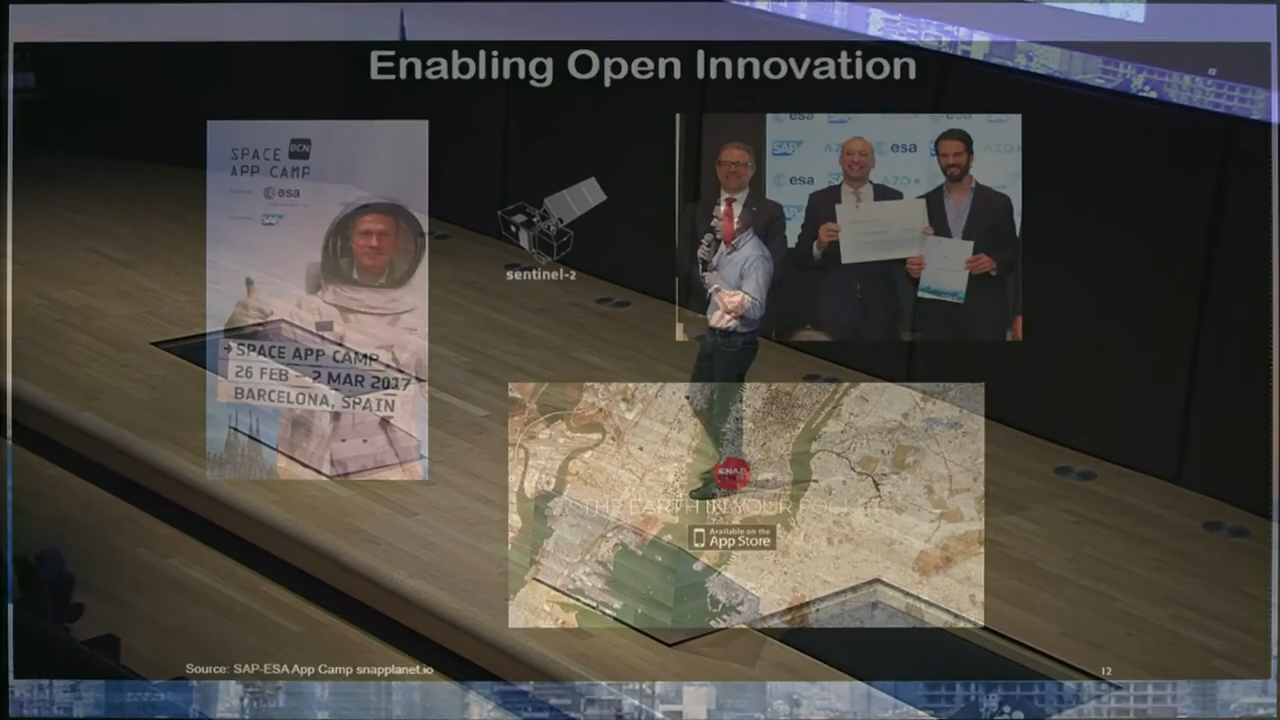 Enabling Open Innovation
SPACE BCN
APP CAMP
esa
SAP
sentinel-2
esa
esa
SAP
esa
SAP
esa
→SPACE APP CAMP
26 FEB – 2 MAR 2017
BARCELONA, SPAIN
SNAP
THE EARTH IN YOUR POCKET
Available on the
App Store
Source: SAP-ESA App Camp snapplanet.io
12